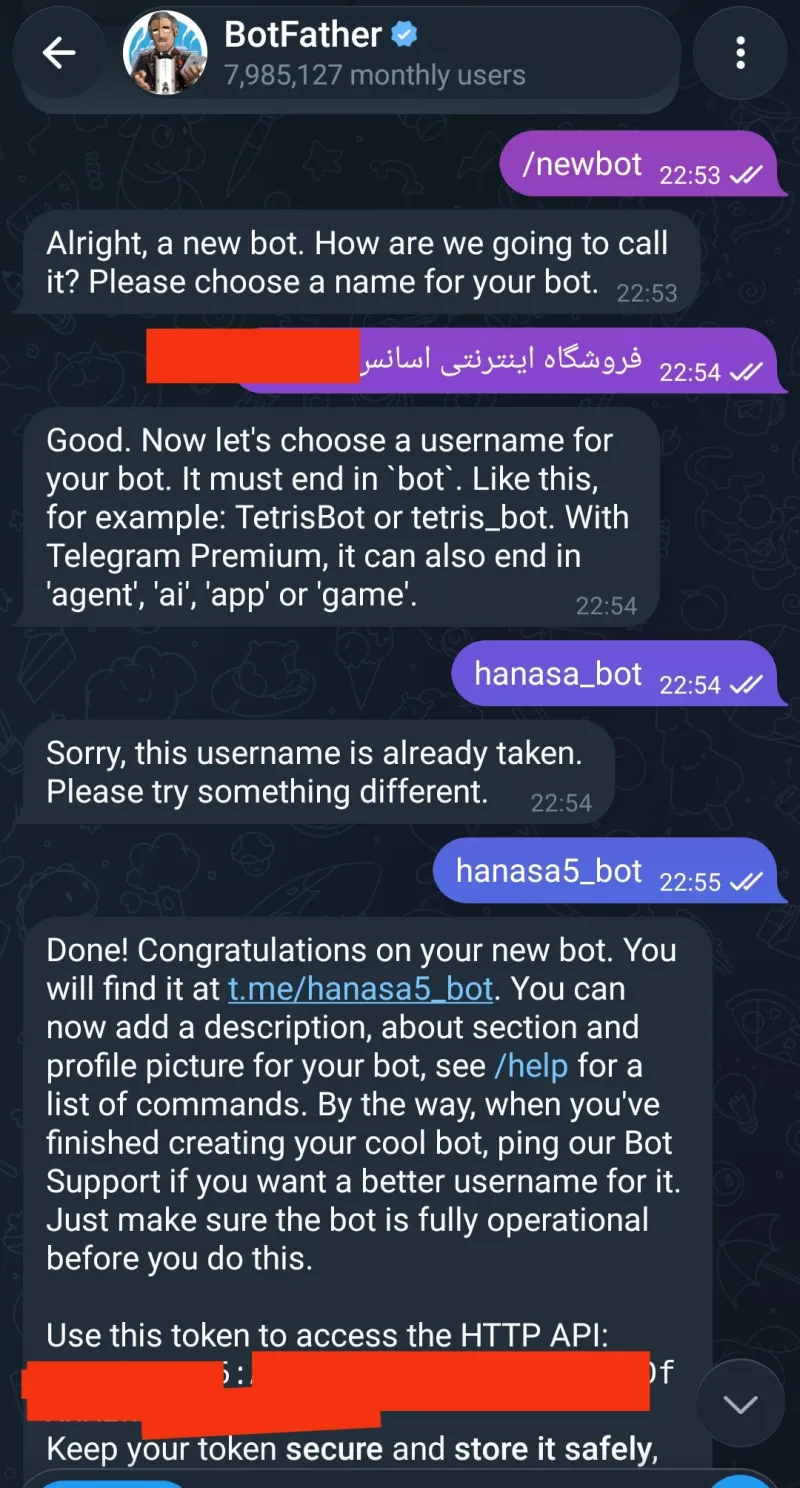 BotFather
7,985,127 monthly users
/newbot 22:53
Alright, a new bot. How are we going to call
it? Please choose a name for your bot. 22:53
فروشگاه اینترنتی اسانس 22:54
Good. Now let's choose a username for
your bot. It must end in `bot`. Like this,
for example: TetrisBot or tetris_bot. With
Telegram Premium, it can also end in
'agent', 'ai', 'app' or 'game'. 22:54
hanasa_bot 22:54
Sorry, this username is already taken.
Please try something different. 22:54
hanasa5_bot 22:55
Done! Congratulations on your new bot. You
will find it at t.me/hanasa5_bot. You can
now add a description, about section and
profile picture for your bot, see /help for a
list of commands. By the way, when you've
finished creating your cool bot, ping our Bot
Support if you want a better username for it.
Just make sure the bot is fully operational
before you do this.
Use this token to access the HTTP API:
Keep your token secure and store it safely,